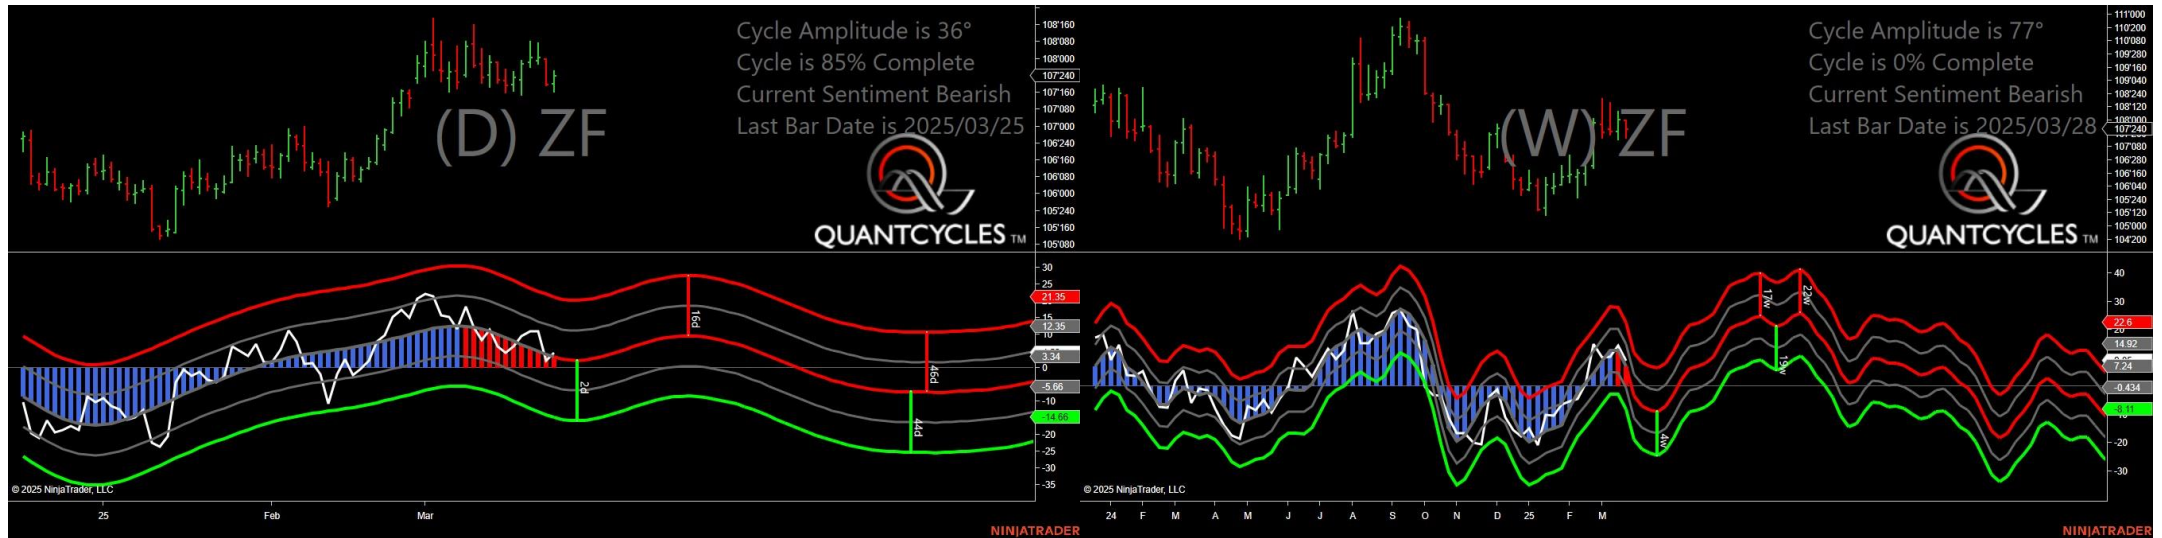 Cycle Amplitude is 36°
Cycle is 85% Complete
Current Sentiment Bearish
Last Bar Date is 2025/03/25
(D) ZF
QUANTCYCLES TM
108'160
108'080
108'000
107'240
107'160
107'080
107'000
106'240
106'160
106'080
106'000
105'240
105'160
105'080
30
25
21.35
15
12.35
3.34
0
-5.66
-10
-14.66
-20
-25
-30
-35
2d
16d
44d
46d
© 2025 NinjaTrader, LLC
25 Feb Mar
NINJATRADER
Cycle Amplitude is 77°
Cycle is 0% Complete
Current Sentiment Bearish
Last Bar Date is 2025/03/28
(W) ZF
QUANTCYCLES TM
111'000
110'200
110'080
109'280
109'160
109'040
108'240
108'120
108'000
107'240
107'080
106'280
106'160
106'040
105'240
105'120
105'000
104'200
40
30
22.6
20
14.92
7.24
-0.434
-8.11
-20
-30
4w
17w
19w
22w
© 2025 NinjaTrader, LLC
24 F M A M J J A S O N D 25 F M
NINJATRADER